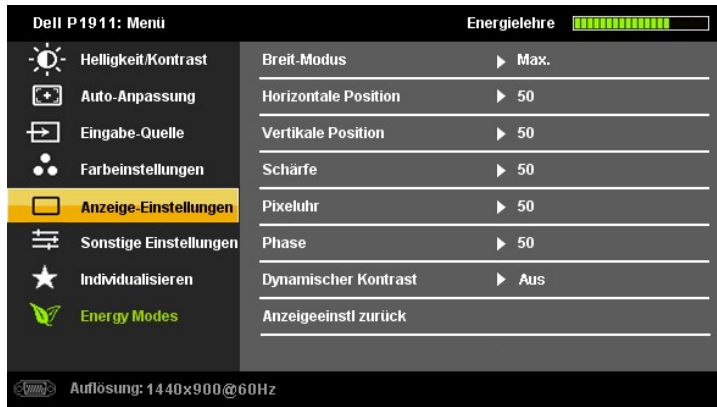 Dell P1911: Menü
Energielehre
Helligkeit/Kontrast
Auto-Anpassung
Eingabe-Quelle
Farbeinstellungen
Anzeige-Einstellungen
Sonstige Einstellungen
Individualisieren
Energy Modes
Breit-Modus Max.
Horizontale Position 50
Vertikale Position 50
Schärfe 50
Pixeluhr 50
Phase 50
Dynamischer Kontrast Aus
Anzeigeeinstl zurück
Auflösung: 1440x900@60Hz